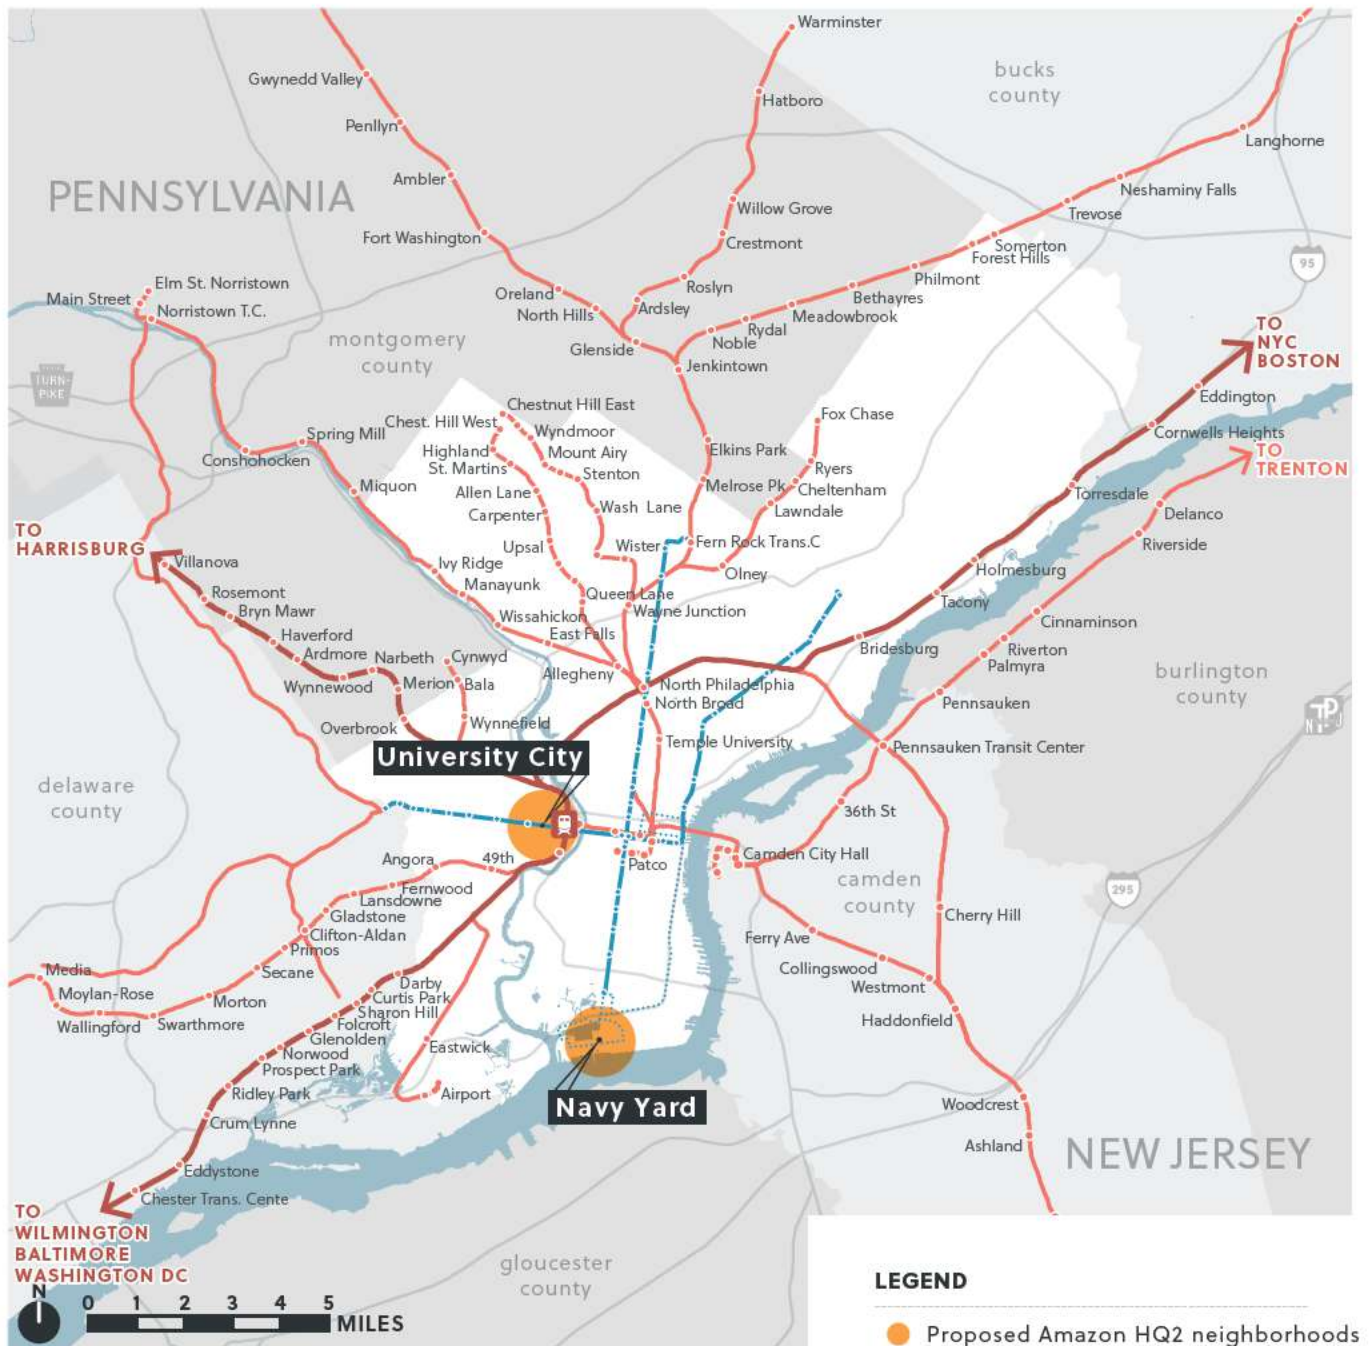 Warminster
bucks
county
Gwynedd Valley
Hatboro
Penllyn
Langhorne
Ambler
PENNSYLVANIA
Neshaminy Falls
Willow Grove
Trevose
Fort Washington
Crestmont
Somerton
Forest Hills
95
Philmont
Elm St. Norristown
Main Street
Norristown T.C.
Oreland
North Hills
Roslyn
Ardsley
Bethayres
Meadowbrook
Rydal
Noble
TO
NYC
BOSTON
montgomery
county
Glenside
Jenkintown
TURN-
PIKE
Eddington
Chestnut Hill East
Chest. Hill West
Fox Chase
Wyndmoor
Spring Mill
Cornwells Heights
Highland
Mount Airy
Elkins Park
TO
TRENTON
Conshohocken
St. Martins
Stenton
Ryers
Miquon
Allen Lane
Melrose Pk
Cheltenham
Torresdale
Carpenter
Wash Lane
Lawndale
Delanco
TO
HARRISBURG
Upsal
Wister
Fern Rock Trans.C
Riverside
Villanova
Ivy Ridge
Olney
Holmesburg
Rosemont
Manayunk
Queen Lane
Tacony
Bryn Mawr
Wissahickon
Wayne Junction
Cinnaminson
Haverford
East Falls
Bridesburg
Riverton
Ardmore
Narbeth
Cynwyd
Palmyra
Wynnewood
Merion
Bala
Allegheny
North Philadelphia
burlington
county
North Broad
Pennsauken
Overbrook
Wynnefield
NJ
TP
Temple University
Pennsauken Transit Center
University City
delaware
county
36th St
Angora
49th
Patco
Camden City Hall
Fernwood
camden
county
295
Lansdowne
Gladstone
Cherry Hill
Clifton-Aldan
Primos
Ferry Ave
Media
Secane
Collingswood
Moylan-Rose
Morton
Darby
Westmont
Wallingford
Swarthmore
Curtis Park
Sharon Hill
Haddonfield
Folcroft
Glenolden
Eastwick
Norwood
Prospect Park
Ridley Park
Airport
Navy Yard
Woodcrest
Crum Lynne
Ashland
NEW JERSEY
Eddystone
Chester Trans. Cente
TO
WILMINGTON
BALTIMORE
WASHINGTON DC
gloucester
county
LEGEND
N
0 1 2 3 4 5
MILES
Proposed Amazon HQ2 neighborhoods